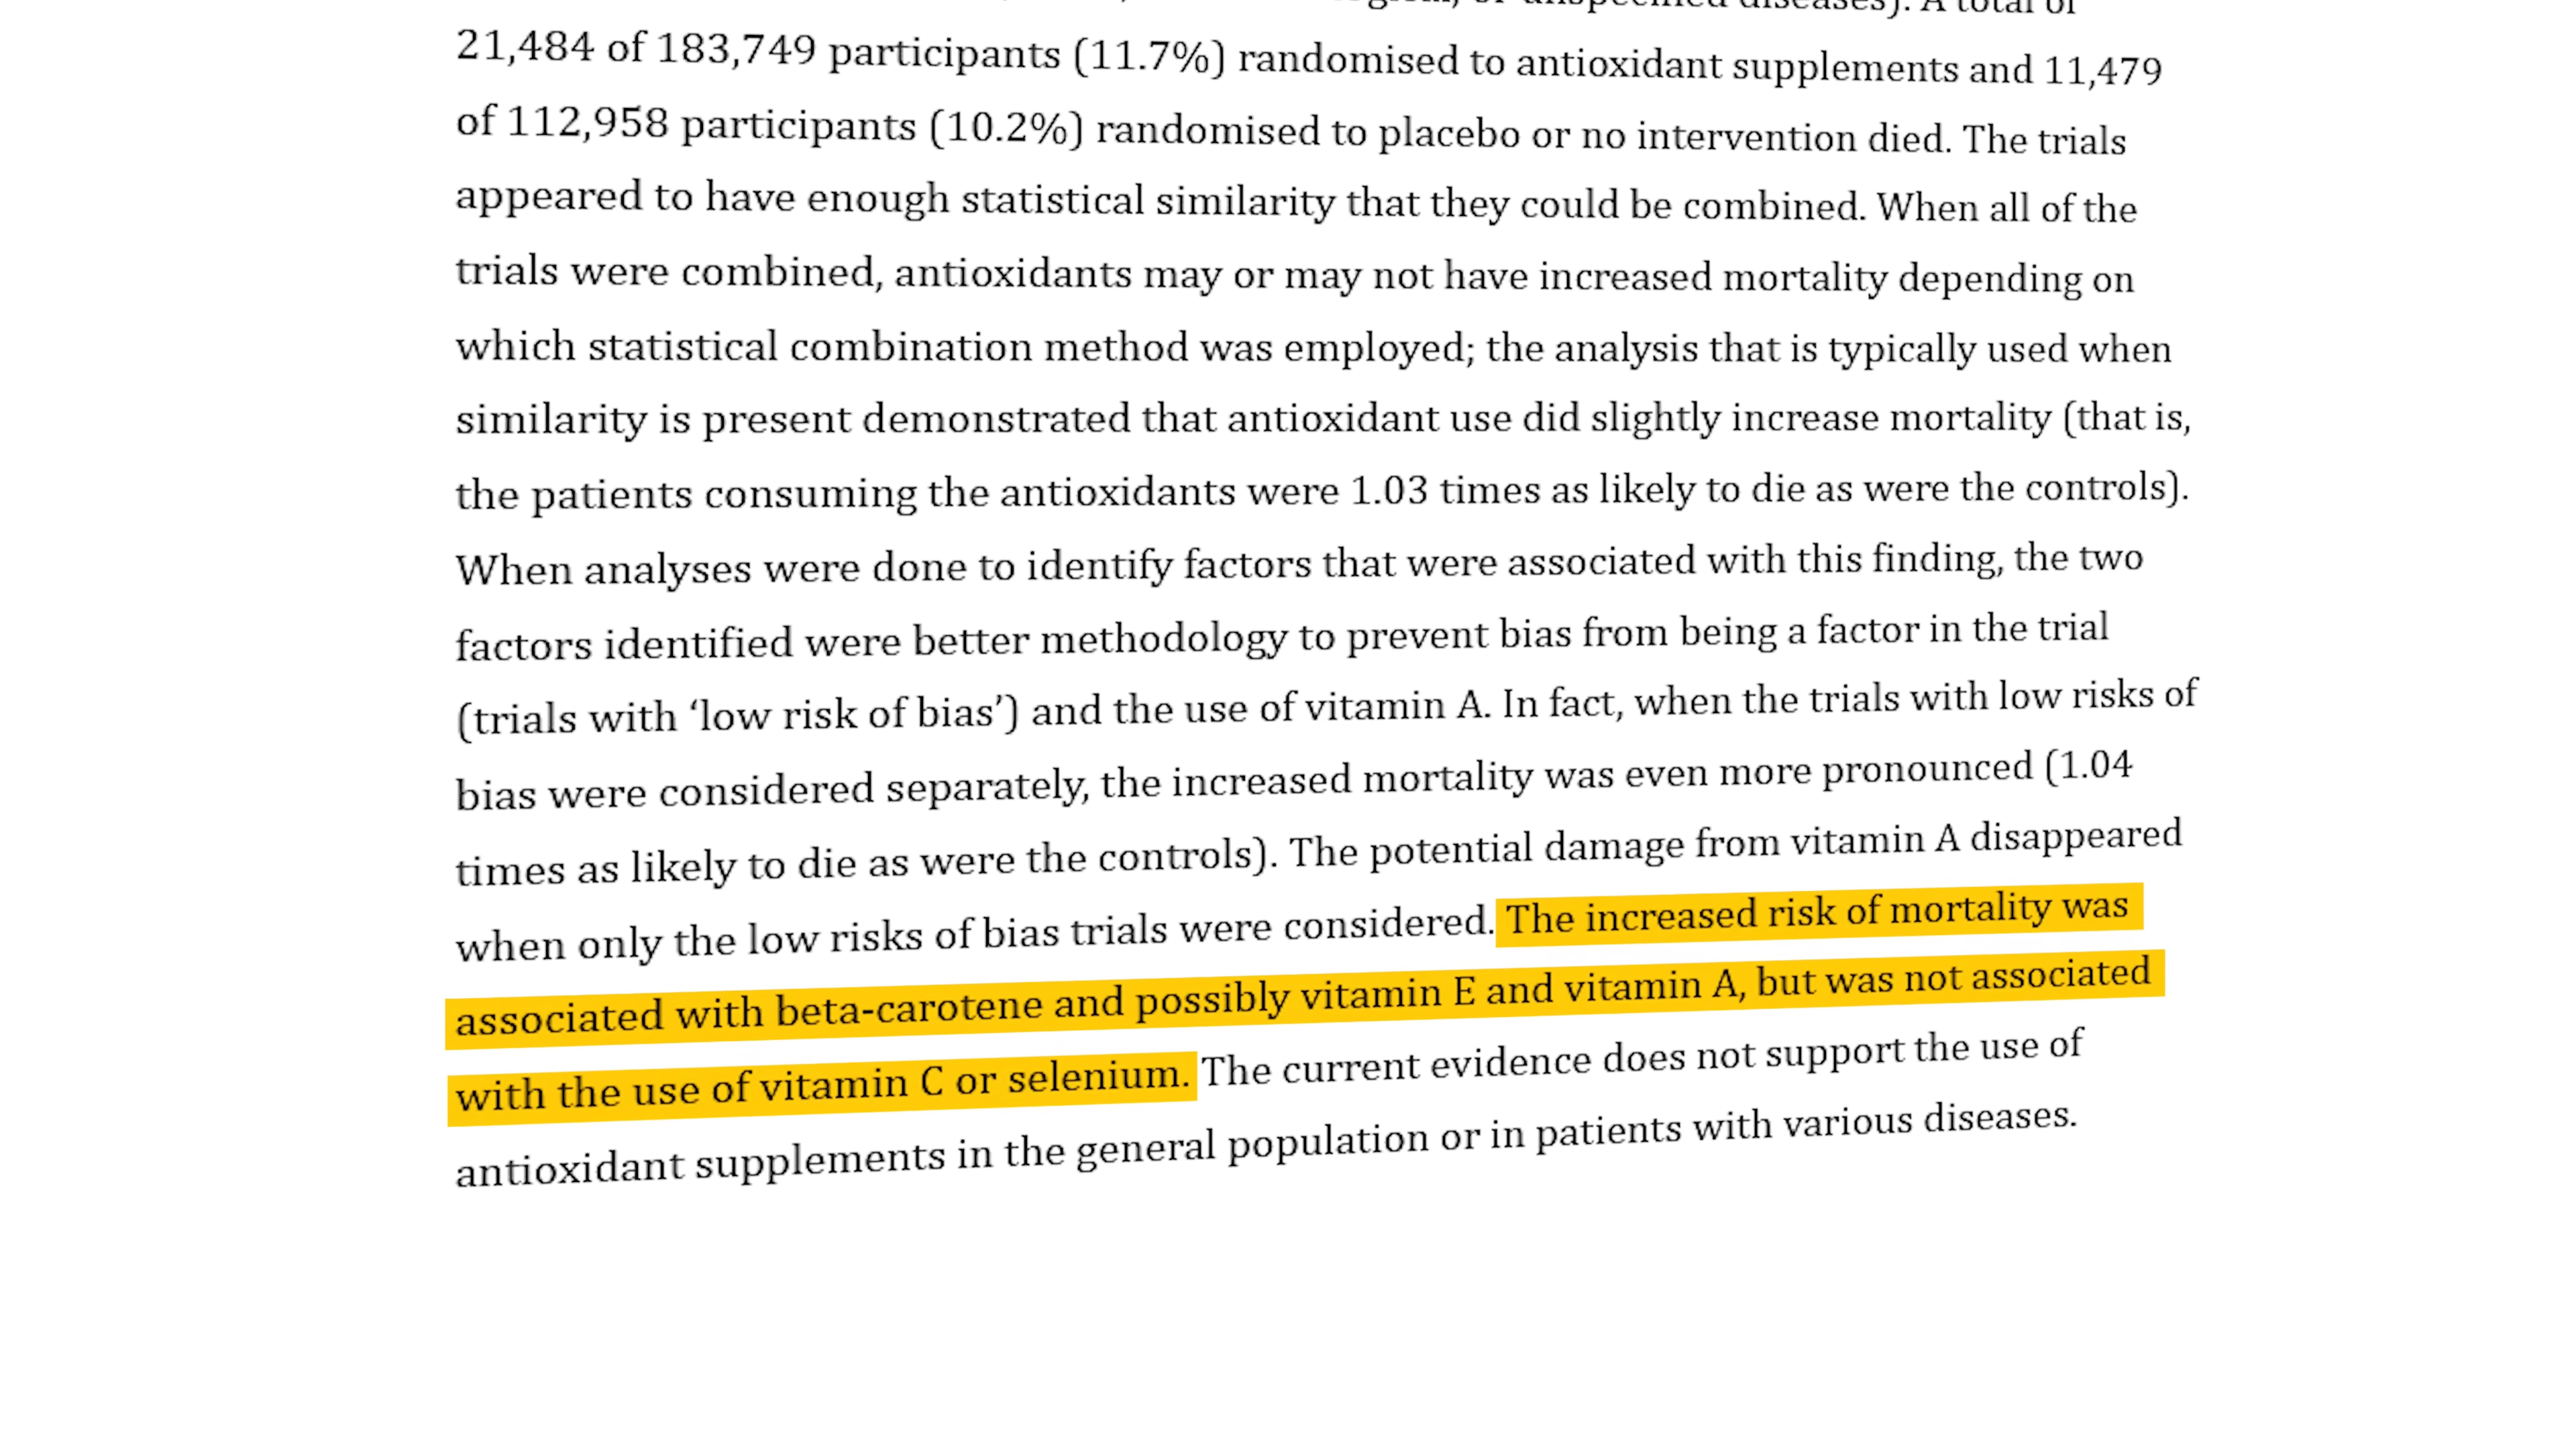 A total of
21,484 of 183,749 participants (11.7%) randomised to antioxidant supplements and 11,479
of 112,958 participants (10.2%) randomised to placebo or no intervention died. The trials
appeared to have enough statistical similarity that they could be combined. When all of the
trials were combined, antioxidants may or may not have increased mortality depending on
which statistical combination method was employed; the analysis that is typically used when
similarity is present demonstrated that antioxidant use did slightly increase mortality (that is,
the patients consuming the antioxidants were 1.03 times as likely to die as were the controls).
When analyses were done to identify factors that were associated with this finding, the two
factors identified were better methodology to prevent bias from being a factor in the trial
(trials with ‘low risk of bias’) and the use of vitamin A. In fact, when the trials with low risks of
bias were considered separately, the increased mortality was even more pronounced (1.04
times as likely to die as were the controls). The potential damage from vitamin A disappeared
when only the low risks of bias trials were considered. The increased risk of mortality was
associated with beta-carotene and possibly vitamin E and vitamin A, but was not associated
with the use of vitamin C or selenium. The current evidence does not support the use of
antioxidant supplements in the general population or in patients with various diseases.